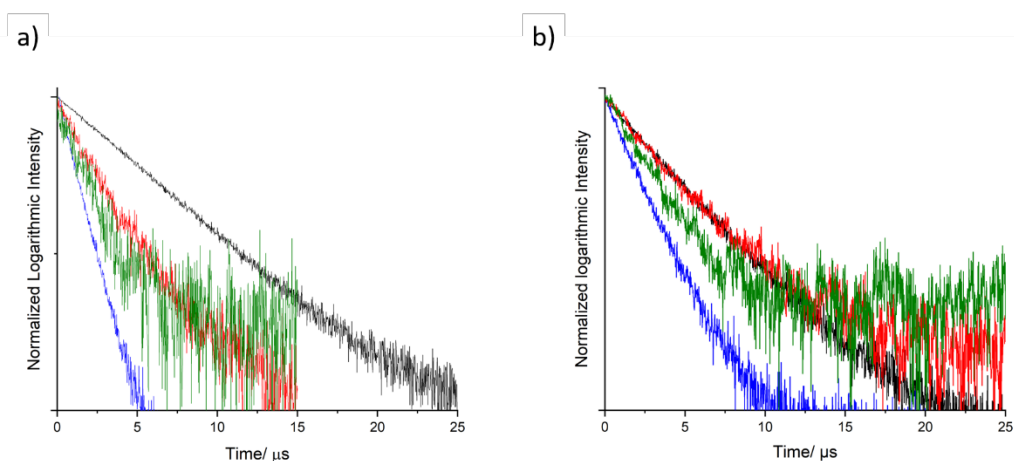 a)
Normalized Logarithmic Intensity
0 5 10 15 20 25
Time/ μs
b)
Normalized logarithmic Intensity
0 5 10 15 20 25
Time/ µs